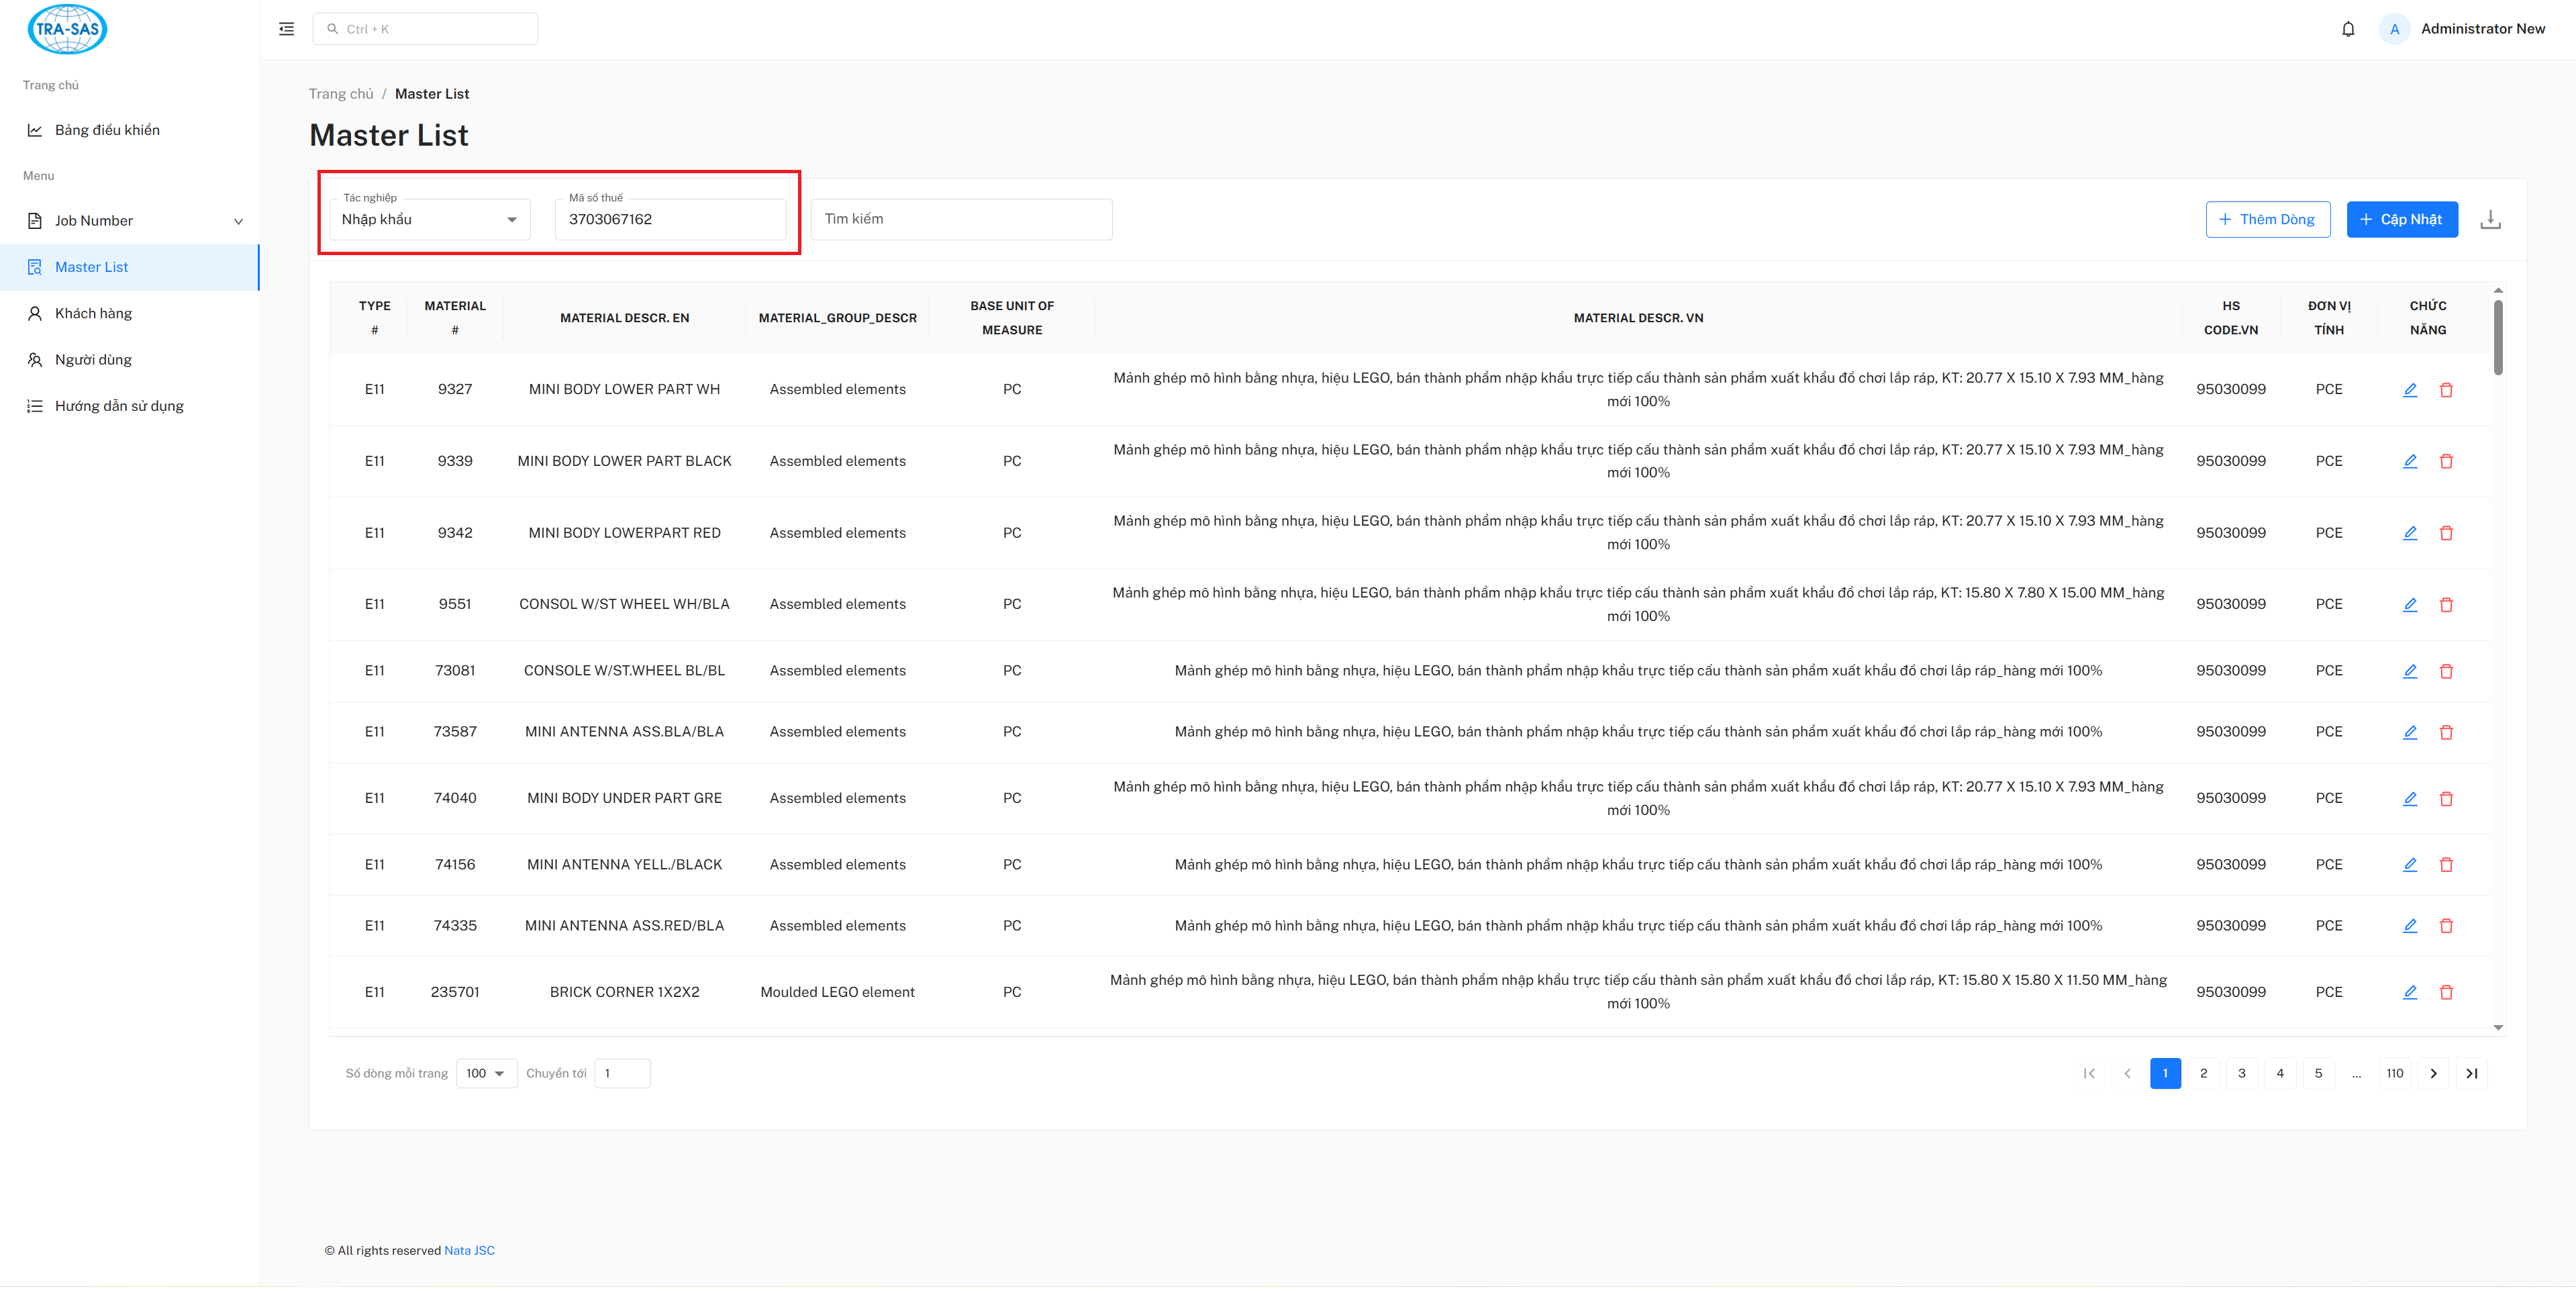 TRA-SAS
Ctrl + K
A
Administrator New
Trang chủ
Bảng điều khiển
Menu
Job Number
Master List
Khách hàng
Người dùng
Hướng dẫn sử dụng
Trang chủ / Master List
Master List
Tác nghiệp
Nhập khẩu
Mã số thuế
3703067162
Tìm kiếm
Thêm Dòng
Cập Nhật
TYPE #
MATERIAL #
MATERIAL DESCR. EN
MATERIAL_GROUP_DESCR
BASE UNIT OF MEASURE
MATERIAL DESCR. VN
HS CODE.VN
ĐƠN VỊ TÍNH
CHỨC NĂNG
E11 9327 MINI BODY LOWER PART WH Assembled elements PC Mảnh ghép mô hình bằng nhựa, hiệu LEGO, bán thành phẩm nhập khẩu trực tiếp cấu thành sản phẩm xuất khẩu đồ chơi lắp ráp, KT: 20.77 X 15.10 X 7.93 MM_hàng mới 100% 95030099 PCE
E11 9339 MINI BODY LOWER PART BLACK Assembled elements PC Mảnh ghép mô hình bằng nhựa, hiệu LEGO, bán thành phẩm nhập khẩu trực tiếp cấu thành sản phẩm xuất khẩu đồ chơi lắp ráp, KT: 20.77 X 15.10 X 7.93 MM_hàng mới 100% 95030099 PCE
E11 9342 MINI BODY LOWERPART RED Assembled elements PC Mảnh ghép mô hình bằng nhựa, hiệu LEGO, bán thành phẩm nhập khẩu trực tiếp cấu thành sản phẩm xuất khẩu đồ chơi lắp ráp, KT: 20.77 X 15.10 X 7.93 MM_hàng mới 100% 95030099 PCE
E11 9551 CONSOL W/ST WHEEL WH/BLA Assembled elements PC Mảnh ghép mô hình bằng nhựa, hiệu LEGO, bán thành phẩm nhập khẩu trực tiếp cấu thành sản phẩm xuất khẩu đồ chơi lắp ráp, KT: 15.80 X 7.80 X 15.00 MM_hàng mới 100% 95030099 PCE
E11 73081 CONSOLE W/ST.WHEEL BL/BL Assembled elements PC Mảnh ghép mô hình bằng nhựa, hiệu LEGO, bán thành phẩm nhập khẩu trực tiếp cấu thành sản phẩm xuất khẩu đồ chơi lắp ráp_hàng mới 100% 95030099 PCE
E11 73587 MINI ANTENNA ASS.BLA/BLA Assembled elements PC Mảnh ghép mô hình bằng nhựa, hiệu LEGO, bán thành phẩm nhập khẩu trực tiếp cấu thành sản phẩm xuất khẩu đồ chơi lắp ráp_hàng mới 100% 95030099 PCE
E11 74040 MINI BODY UNDER PART GRE Assembled elements PC Mảnh ghép mô hình bằng nhựa, hiệu LEGO, bán thành phẩm nhập khẩu trực tiếp cấu thành sản phẩm xuất khẩu đồ chơi lắp ráp, KT: 20.77 X 15.10 X 7.93 MM_hàng mới 100% 95030099 PCE
E11 74156 MINI ANTENNA YELL./BLACK Assembled elements PC Mảnh ghép mô hình bằng nhựa, hiệu LEGO, bán thành phẩm nhập khẩu trực tiếp cấu thành sản phẩm xuất khẩu đồ chơi lắp ráp_hàng mới 100% 95030099 PCE
E11 74335 MINI ANTENNA ASS.RED/BLA Assembled elements PC Mảnh ghép mô hình bằng nhựa, hiệu LEGO, bán thành phẩm nhập khẩu trực tiếp cấu thành sản phẩm xuất khẩu đồ chơi lắp ráp_hàng mới 100% 95030099 PCE
E11 235701 BRICK CORNER 1X2X2 Moulded LEGO element PC Mảnh ghép mô hình bằng nhựa, hiệu LEGO, bán thành phẩm nhập khẩu trực tiếp cấu thành sản phẩm xuất khẩu đồ chơi lắp ráp, KT: 15.80 X 15.80 X 11.50 MM_hàng mới 100% 95030099 PCE
Số dòng mỗi trang 100 Chuyển tới 1
1 2 3 4 5 ... 110
© All rights reserved Nata JSC